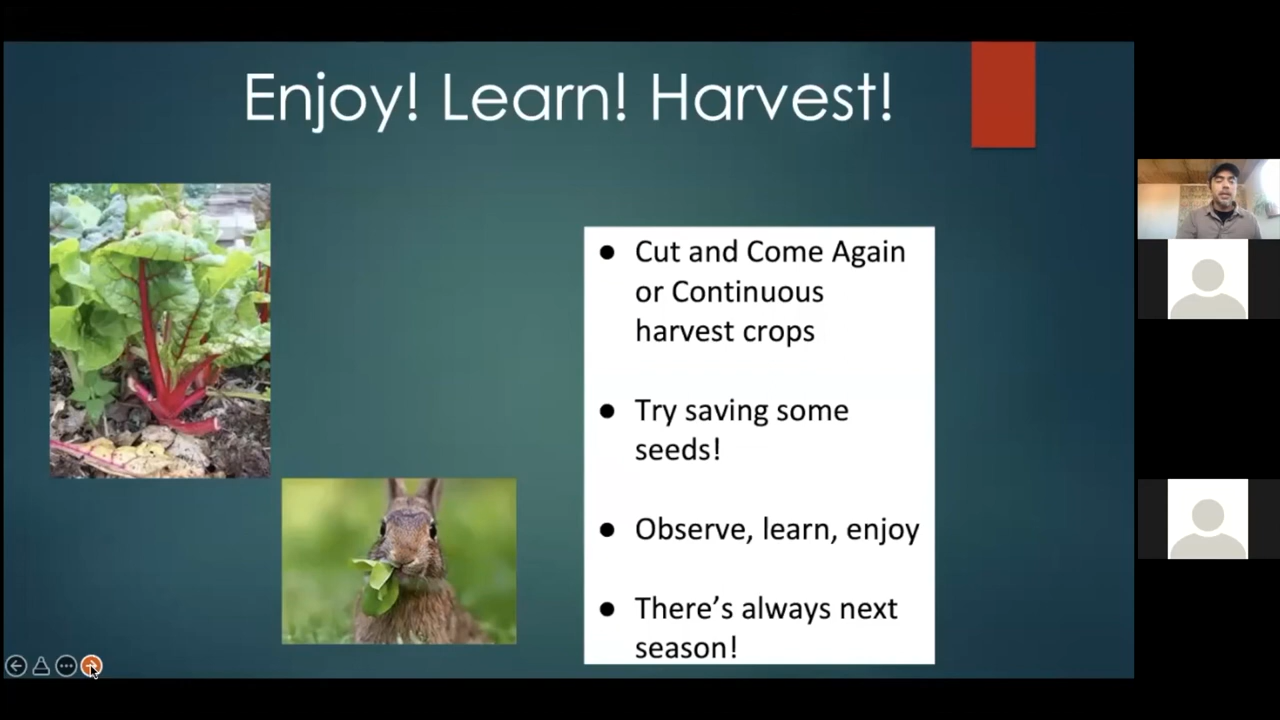 Enjoy! Learn! Harvest!
● Cut and Come Again
or Continuous
harvest crops
● Try saving some
seeds!
● Observe, learn, enjoy
● There’s always next
season!